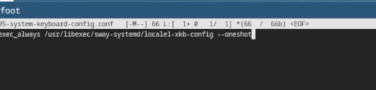 foot
95-system-keyboard-config.conf [-M--] 66 L:[ 1+ 0 1/ 1] *(66 / 66b) <EOF>
exec_always /usr/libexec/sway-systemd/locale1-xkb-config --oneshot